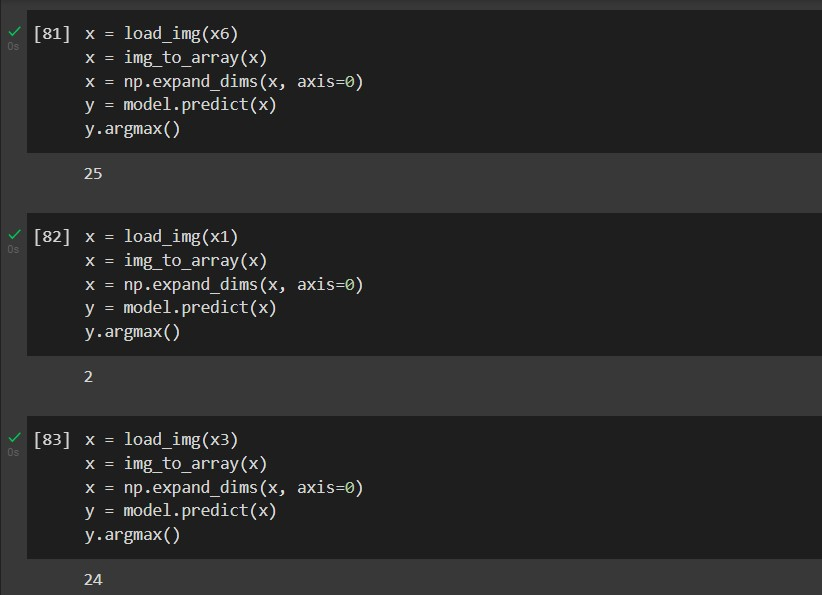 [81] x = load_img(x6)
0s
x = img_to_array(x)
x = np.expand_dims(x, axis=0)
y = model.predict(x)
y.argmax()
25
[82] x = load_img(x1)
0s
x = img_to_array(x)
x = np.expand_dims(x, axis=0)
y = model.predict(x)
y.argmax()
2
[83] x = load_img(x3)
0s
x = img_to_array(x)
x = np.expand_dims(x, axis=0)
y = model.predict(x)
y.argmax()
24